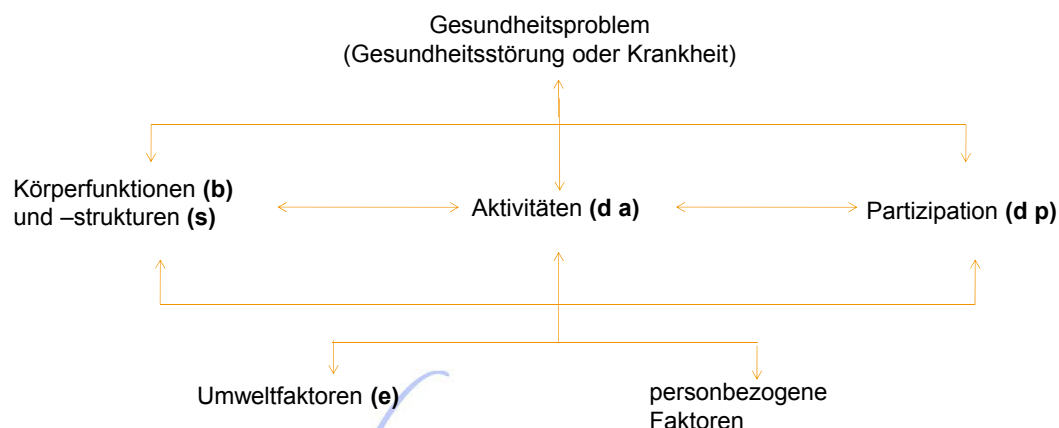 Gesundheitsproblem
(Gesundheitsstörung oder Krankheit)
Körperfunktionen (b)
und –strukturen (s)
Aktivitäten (d a)
Partizipation (d p)
Umweltfaktoren (e)
personbezogene
Faktoren